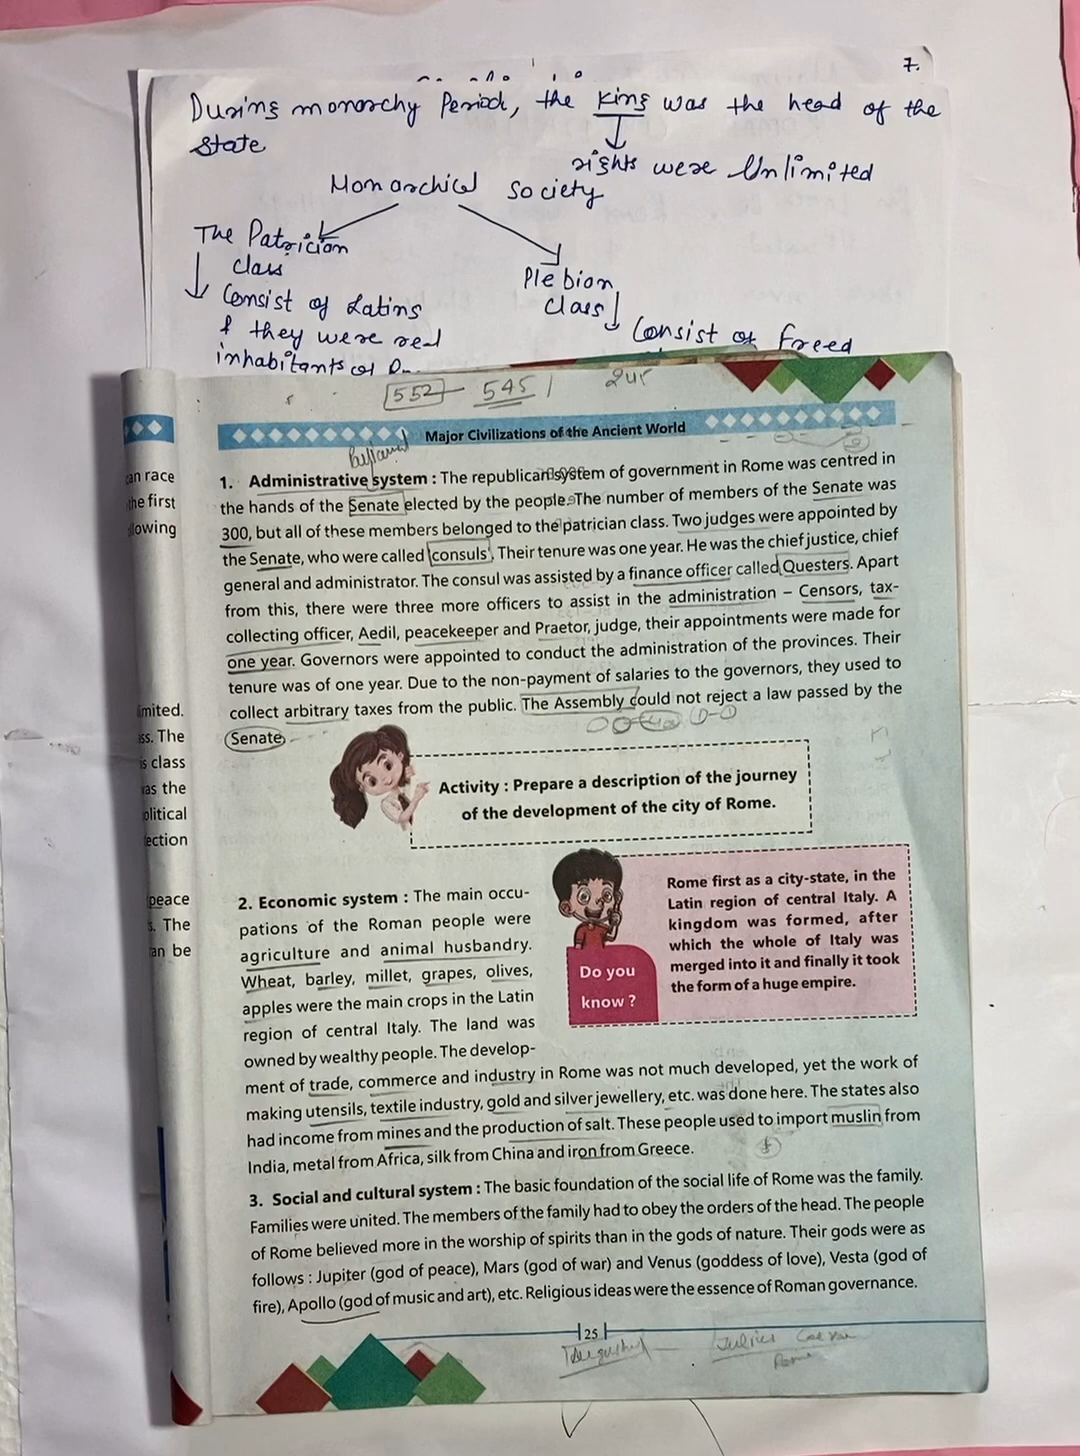 7.
During monarchy Period, the King was the head of the
State
rights were Unlimited
Monarchical Society
The Patrician
class
Consist of Latins
& they were real
inhabitants of
Plebian
Class
Consist of freed
552 - 545
245
Major Civilizations of the Ancient World
can race
the first
llowing
imited.
ss. The
s class
as the
olitical
ection
peace
s. The
an be
1. Administrative system : The republican system of government in Rome was centred in
the hands of the Senate elected by the people. The number of members of the Senate was
300, but all of these members belonged to the patrician class. Two judges were appointed by
the Senate, who were called 'consuls'. Their tenure was one year. He was the chief justice, chief
general and administrator. The consul was assisted by a finance officer called Questers. Apart
from this, there were three more officers to assist in the administration – Censors, tax-
collecting officer, Aedil, peacekeeper and Praetor, judge, their appointments were made for
one year. Governors were appointed to conduct the administration of the provinces. Their
tenure was of one year. Due to the non-payment of salaries to the governors, they used to
collect arbitrary taxes from the public. The Assembly could not reject a law passed by the
Senate
Activity : Prepare a description of the journey
of the development of the city of Rome.
2. Economic system : The main occu-
pations of the Roman people were
agriculture and animal husbandry.
Wheat, barley, millet, grapes, olives,
apples were the main crops in the Latin
region of central Italy. The land was
owned by wealthy people. The develop-
Do you
know ?
Rome first as a city-state, in the
Latin region of central Italy. A
kingdom was formed, after
which the whole of Italy was
merged into it and finally it took
the form of a huge empire.
ment of trade, commerce and industry in Rome was not much developed, yet the work of
making utensils, textile industry, gold and silver jewellery, etc. was done here. The states also
had income from mines and the production of salt. These people used to import muslin from
India, metal from Africa, silk from China and iron from Greece.
3. Social and cultural system : The basic foundation of the social life of Rome was the family.
Families were united. The members of the family had to obey the orders of the head. The people
of Rome believed more in the worship of spirits than in the gods of nature. Their gods were as
follows : Jupiter (god of peace), Mars (god of war) and Venus (goddess of love), Vesta (god of
fire), Apollo (god of music and art), etc. Religious ideas were the essence of Roman governance.
25
Julius
Rome